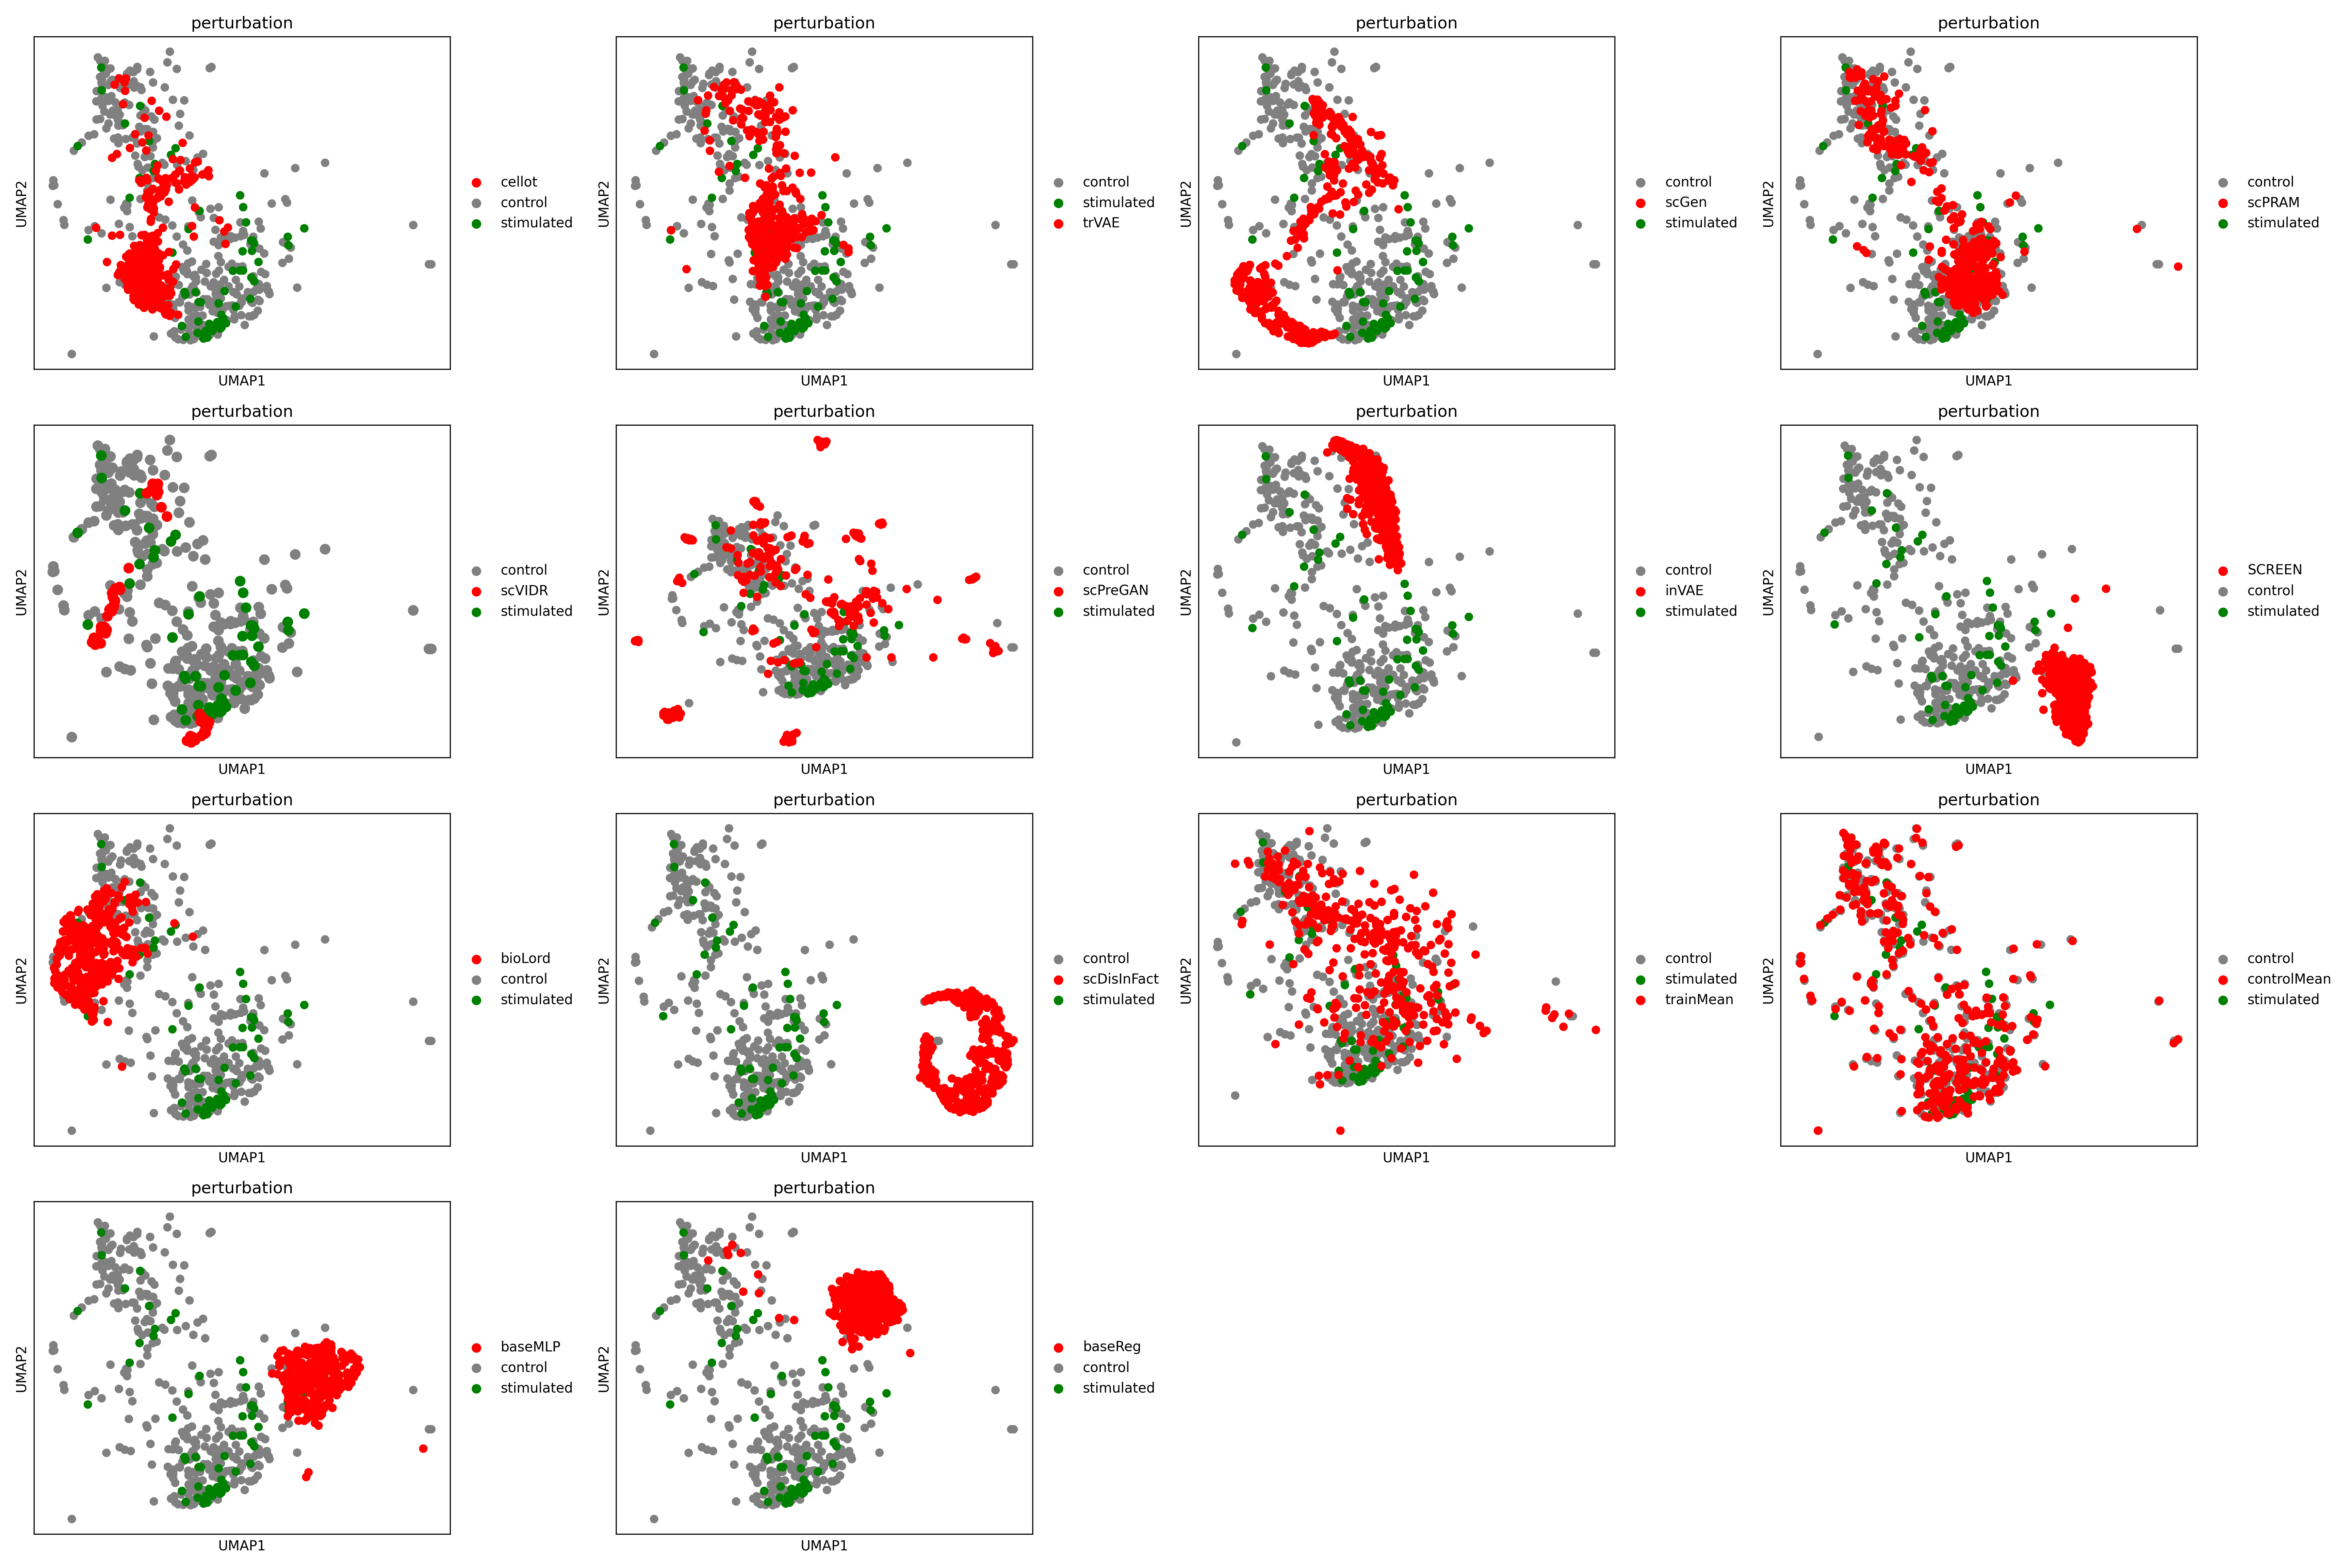 perturbation
UMAP2
UMAP1
cellot
control
stimulated
perturbation
UMAP2
UMAP1
control
stimulated
trVAE
perturbation
UMAP2
UMAP1
control
scGen
stimulated
perturbation
UMAP2
UMAP1
control
scPRAM
stimulated
perturbation
UMAP2
UMAP1
control
scVIDR
stimulated
perturbation
UMAP2
UMAP1
control
scPreGAN
stimulated
perturbation
UMAP2
UMAP1
control
inVAE
stimulated
perturbation
UMAP2
UMAP1
SCREEN
control
stimulated
perturbation
UMAP2
UMAP1
bioLord
control
stimulated
perturbation
UMAP2
UMAP1
control
scDisInFact
stimulated
perturbation
UMAP2
UMAP1
control
stimulated
trainMean
perturbation
UMAP2
UMAP1
control
controlMean
stimulated
perturbation
UMAP2
UMAP1
baseMLP
control
stimulated
perturbation
UMAP2
UMAP1
baseReg
control
stimulated